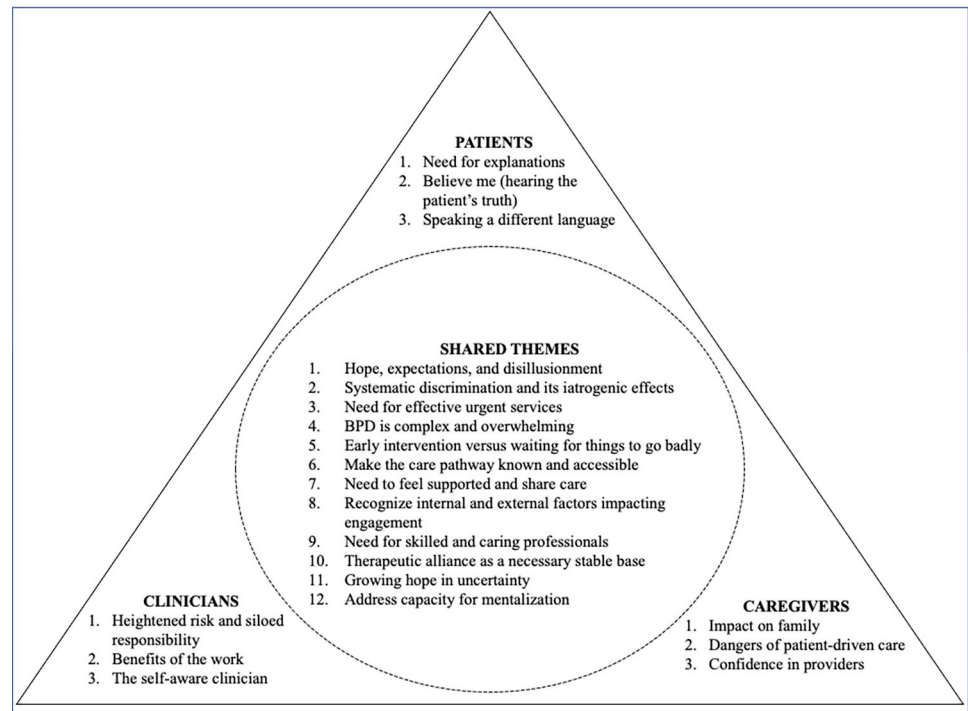 PATIENTS
1. Need for explanations
2. Believe me (hearing the
patient's truth)
3. Speaking a different language
SHARED THEMES
1. Hope, expectations, and disillusionment
2. Systematic discrimination and its iatrogenic effects
3. Need for effective urgent services
4. BPD is complex and overwhelming
5. Early intervention versus waiting for things to go badly
6. Make the care pathway known and accessible
7. Need to feel supported and share care
8. Recognize internal and external factors impacting
engagement
9. Need for skilled and caring professionals
10. Therapeutic alliance as a necessary stable base
11. Growing hope in uncertainty
12. Address capacity for mentalization
CLINICIANS
1. Heightened risk and siloed
responsibility
2. Benefits of the work
3. The self-aware clinician
CAREGIVERS
1. Impact on family
2. Dangers of patient-driven care
3. Confidence in providers